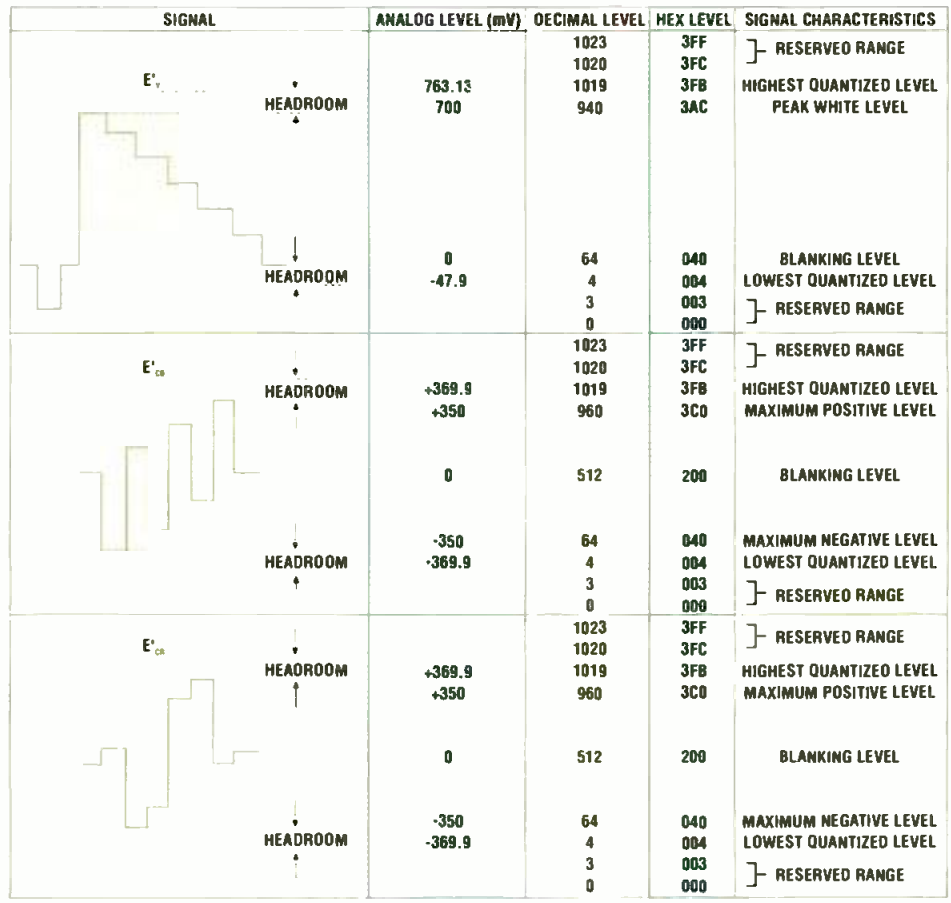 SIGNAL ANALOG LEVEL (mV) DECIMAL LEVEL HEX LEVEL SIGNAL CHARACTERISTICS
1023 3FF
RESERVED RANGE
1020 3FC
E'Y
763.13 1019 3FB HIGHEST QUANTIZED LEVEL
HEADROOM
700 940 3AC PEAK WHITE LEVEL
0 64 040 BLANKING LEVEL
HEADROOM
-47.9 4 004 LOWEST QUANTIZED LEVEL
3 003
RESERVED RANGE
0 000
1023 3FF
RESERVED RANGE
1020 3FC
E'CB
HEADROOM
+369.9 1019 3FB HIGHEST QUANTIZED LEVEL
+350 960 3C0 MAXIMUM POSITIVE LEVEL
0 512 200 BLANKING LEVEL
-350 64 040 MAXIMUM NEGATIVE LEVEL
HEADROOM
-369.9 4 004 LOWEST QUANTIZED LEVEL
3 003
RESERVED RANGE
0 000
1023 3FF
RESERVED RANGE
1020 3FC
E'CR
HEADROOM
+369.9 1019 3FB HIGHEST QUANTIZED LEVEL
+350 960 3C0 MAXIMUM POSITIVE LEVEL
0 512 200 BLANKING LEVEL
-350 64 040 MAXIMUM NEGATIVE LEVEL
HEADROOM
-369.9 4 004 LOWEST QUANTIZED LEVEL
3 003
RESERVED RANGE
0 000